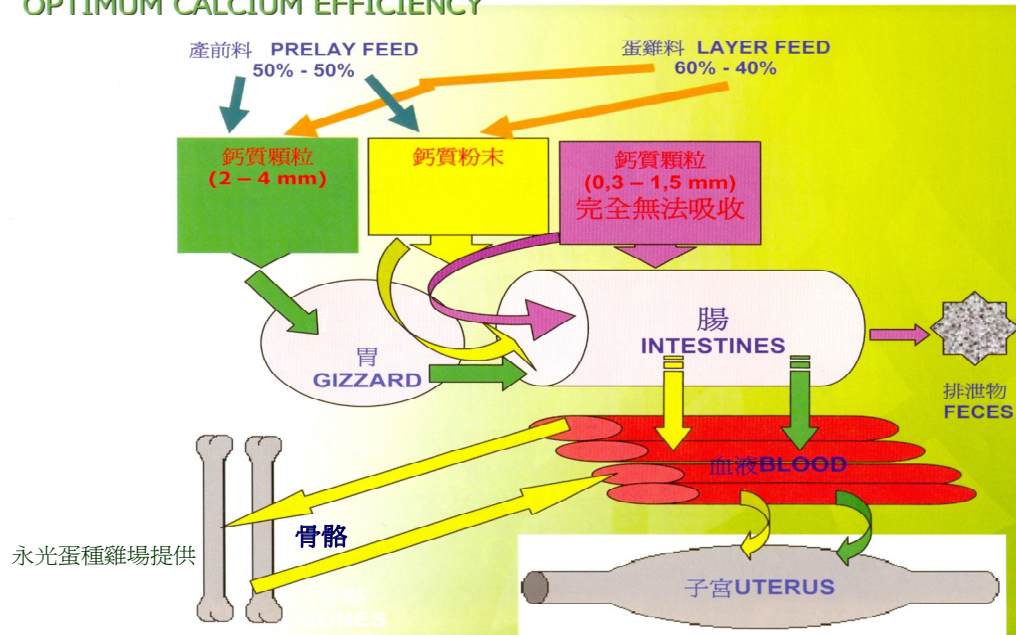 OPTIMUM CALCIUM EFFICIENCY
產前料 PRELAY FEED
50% - 50%
蛋雞料 LAYER FEED
60% - 40%
鈣質顆粒
(2 – 4 mm)
鈣質粉末
鈣質顆粒
(0,3 – 1,5 mm)
完全無法吸收
腸
INTESTINES
胃
GIZZARD
排泄物
FECES
血液BLOOD
骨骼
永光蛋種雞場提供
子宮UTERUS
BONES